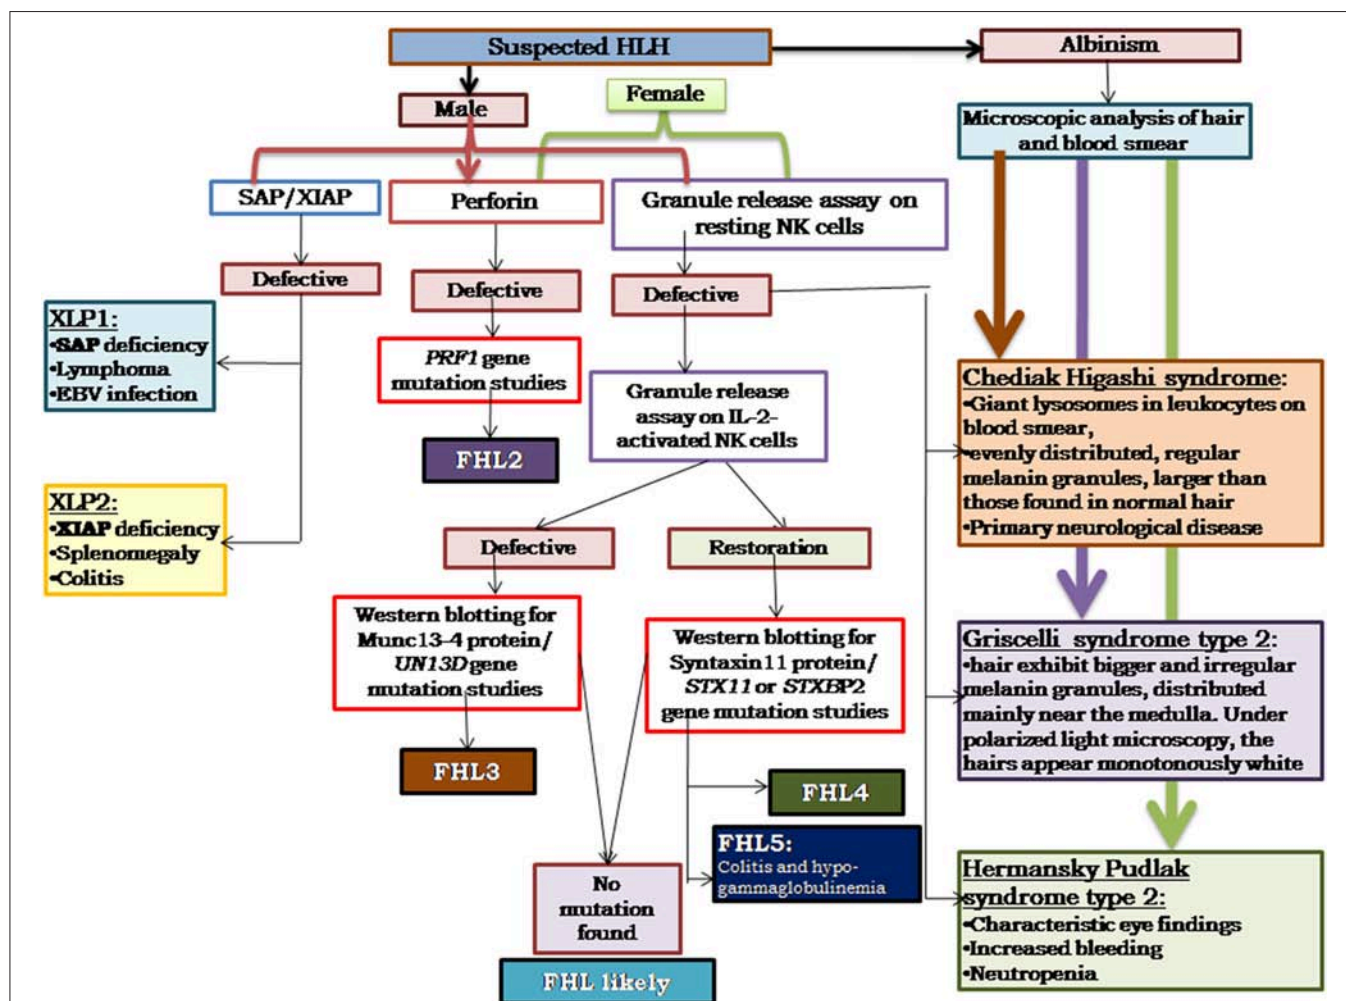 Suspected HLH
Albinism
Male
Female
Microscopic analysis of hair
and blood smear
SAP/XIAP
Perforin
Granule release assay on
resting NK cells
Defective
Defective
Defective
XLP1:
•SAP deficiency
•Lymphoma
•EBV infection
PRF1 gene
mutation studies
Granule release
assay on IL-2-
activated NK cells
Chediak Higashi syndrome:
•Giant lysosomes in leukocytes on
blood smear,
•evenly distributed, regular
melanin granules, larger than
those found in normal hair
•Primary neurological disease
FHL2
XLP2:
•XIAP deficiency
•Splenomegaly
•Colitis
Defective
Restoration
Western blotting for
Munc13-4 protein/
UN13D gene
mutation studies
Western blotting for
Syntaxin11 protein/
STX11 or STXBP2
gene mutation studies
Griscelli syndrome type 2:
•hair exhibit bigger and irregular
melanin granules, distributed
mainly near the medulla. Under
polarized light microscopy, the
hairs appear monotonously white
FHL3
FHL4
FHL5:
Colitis and hypo-
gammaglobulinemia
No
mutation
found
FHL likely
Hermansky Pudlak
syndrome type 2:
•Characteristic eye findings
•Increased bleeding
•Neutropenia